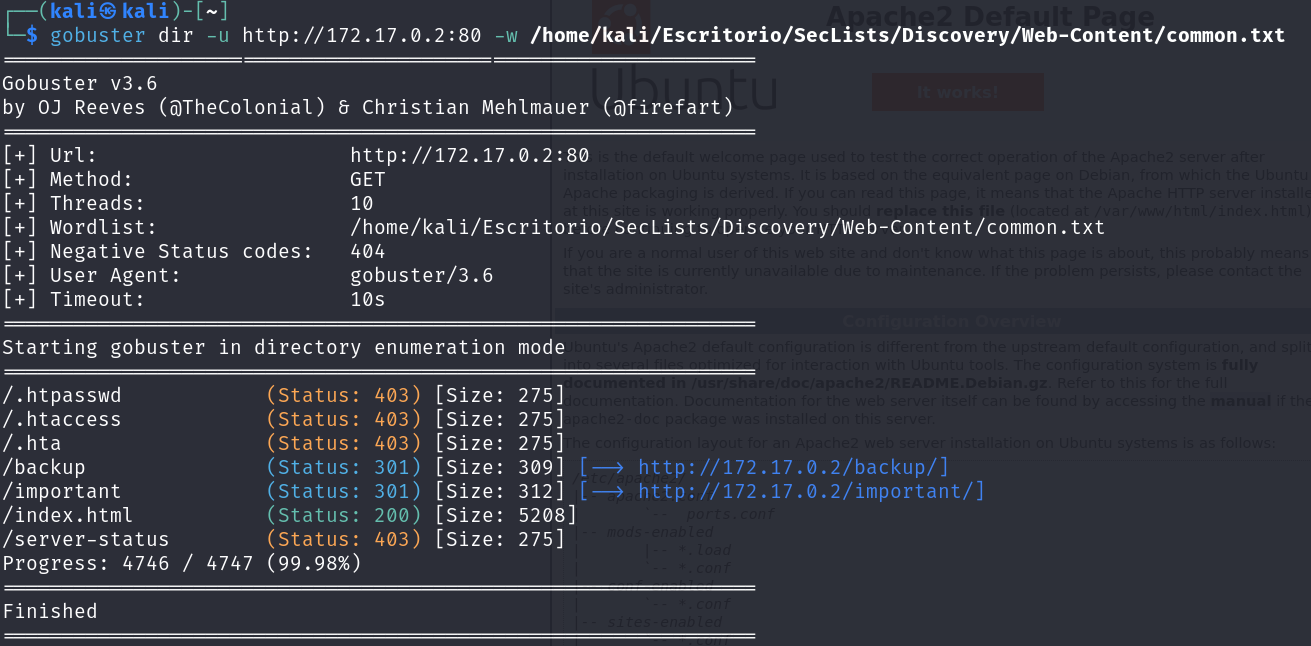 ┌──(kali㉿kali)-[~]
└─$ gobuster dir -u http://172.17.0.2:80 -w /home/kali/Escritorio/SecLists/Discovery/Web-Content/common.txt
===============================================================
Gobuster v3.6
by OJ Reeves (@TheColonial) & Christian Mehlmauer (@firefart)
===============================================================
[+] Url:                     http://172.17.0.2:80
[+] Method:                  GET
[+] Threads:                 10
[+] Wordlist:                /home/kali/Escritorio/SecLists/Discovery/Web-Content/common.txt
[+] Negative Status codes:   404
[+] User Agent:              gobuster/3.6
[+] Timeout:                 10s
===============================================================
Starting gobuster in directory enumeration mode
===============================================================
/.htpasswd            (Status: 403) [Size: 275]
/.htaccess            (Status: 403) [Size: 275]
/.hta                 (Status: 403) [Size: 275]
/backup               (Status: 301) [Size: 309] [--> http://172.17.0.2/backup/]
/important            (Status: 301) [Size: 312] [--> http://172.17.0.2/important/]
/index.html           (Status: 200) [Size: 5208]
/server-status        (Status: 403) [Size: 275]
Progress: 4746 / 4747 (99.98%)
===============================================================
Finished
===============================================================
Apache2 Default Page
Ubuntu
It works!
is the default welcome page used to test the correct operation of the Apache2 server after
installation on Ubuntu systems. It is based on the equivalent page on Debian, from which the Ubuntu
Apache packaging is derived. If you can read this page, it means that the Apache HTTP server
at this site is working properly. You should replace this file (located at /var/www/html/index.html
If you are a normal user of this web site and don't know what this page is about, this probably means
that the site is currently unavailable due to maintenance. If the problem persists, please contact the
site's administrator.
Configuration Overview
Ubuntu's Apache2 default configuration is different from the upstream default configuration, and split
into several files optimized for interaction with Ubuntu tools. The configuration system is fully
documented in /usr/share/doc/apache2/README.Debian.gz. Refer to this for the full
documentation. Documentation for the web server itself can be found by accessing the manual if the
apache2-doc package was installed on this server.
The configuration layout for an Apache2 web server installation on Ubuntu systems is as follows:
/etc/apache2/
`-- ports.conf
|-- mods-enabled
|-- *.load
`-- *.conf
|-- conf-enabled
`-- *.conf
|-- sites-enabled
`-- *.conf